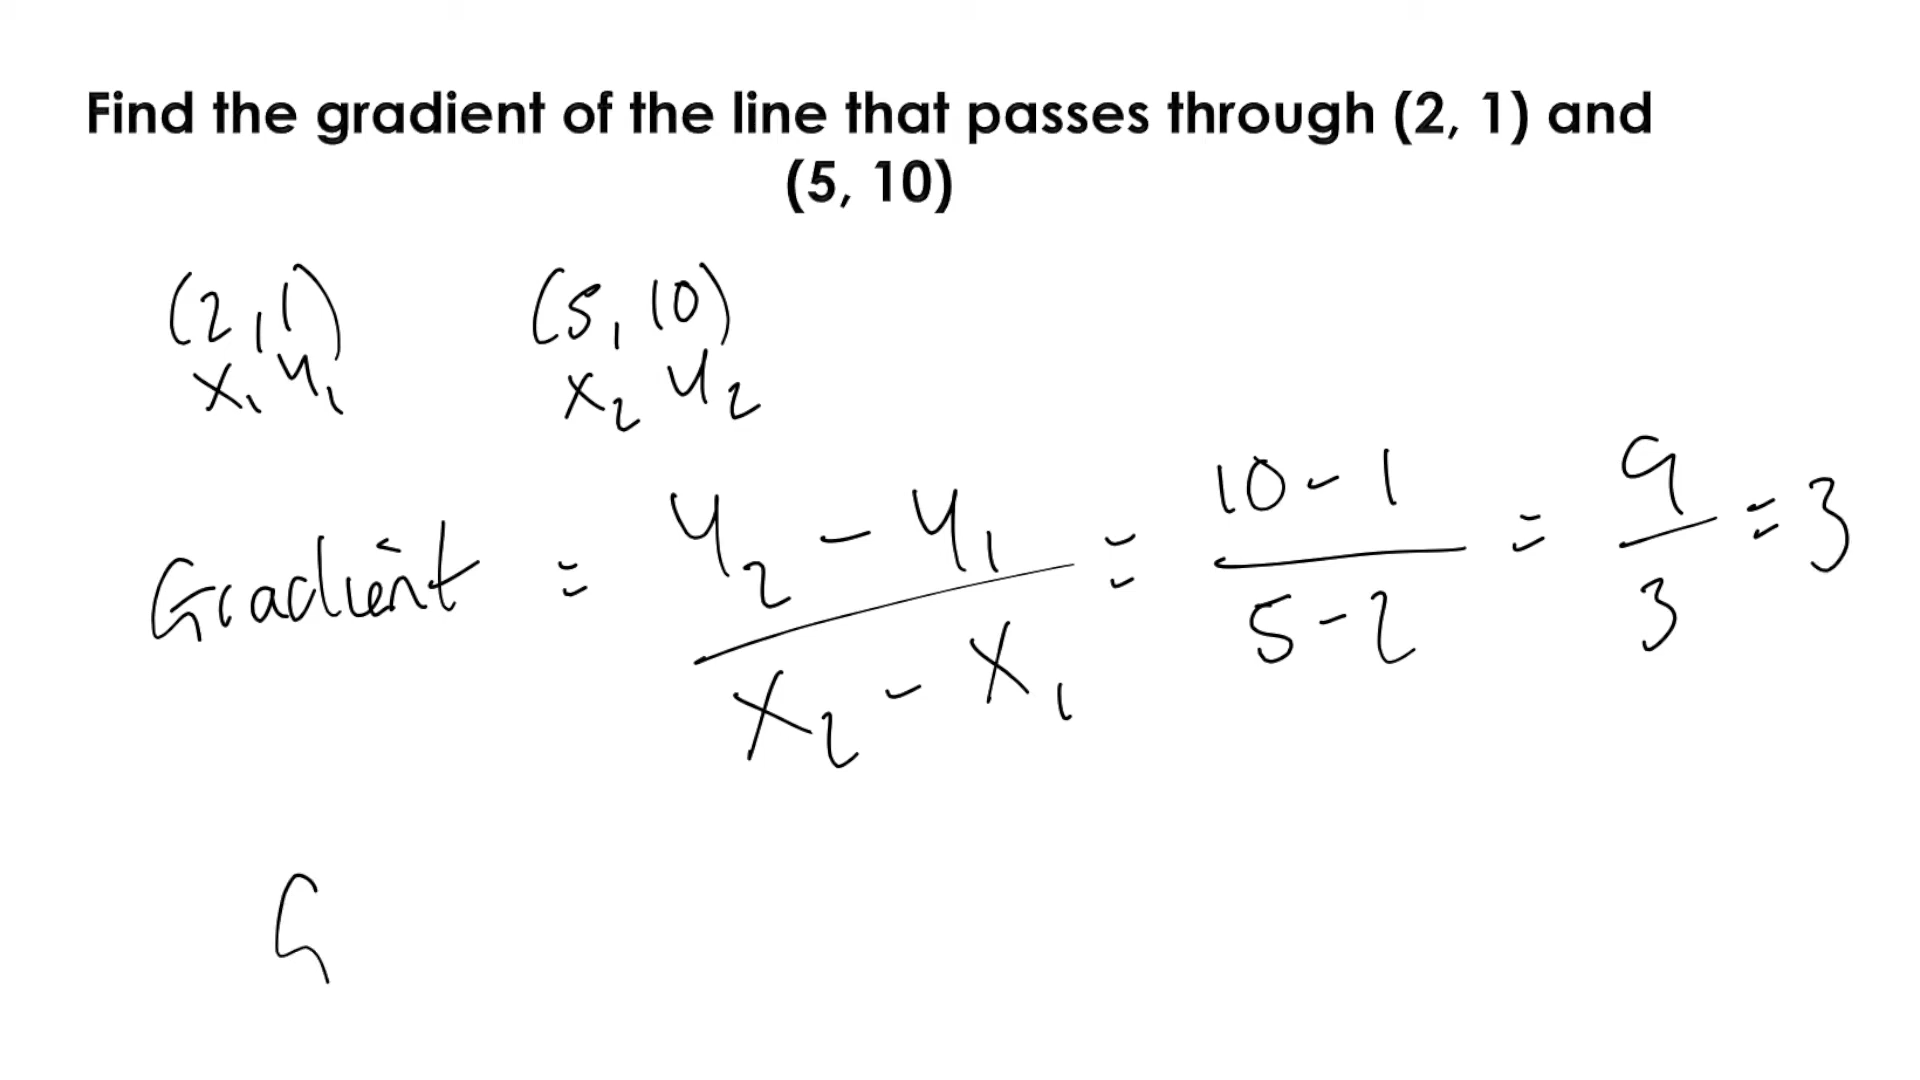 Find the gradient of the line that passes through (2, 1) and
(5, 10)
(2,1) (5,10)
x₁ y₁ x₂ y₂
Gradient = y₂ - y₁ / x₂ - x₁ = 10 - 1 / 5 - 2 = 9 / 3 = 3
G